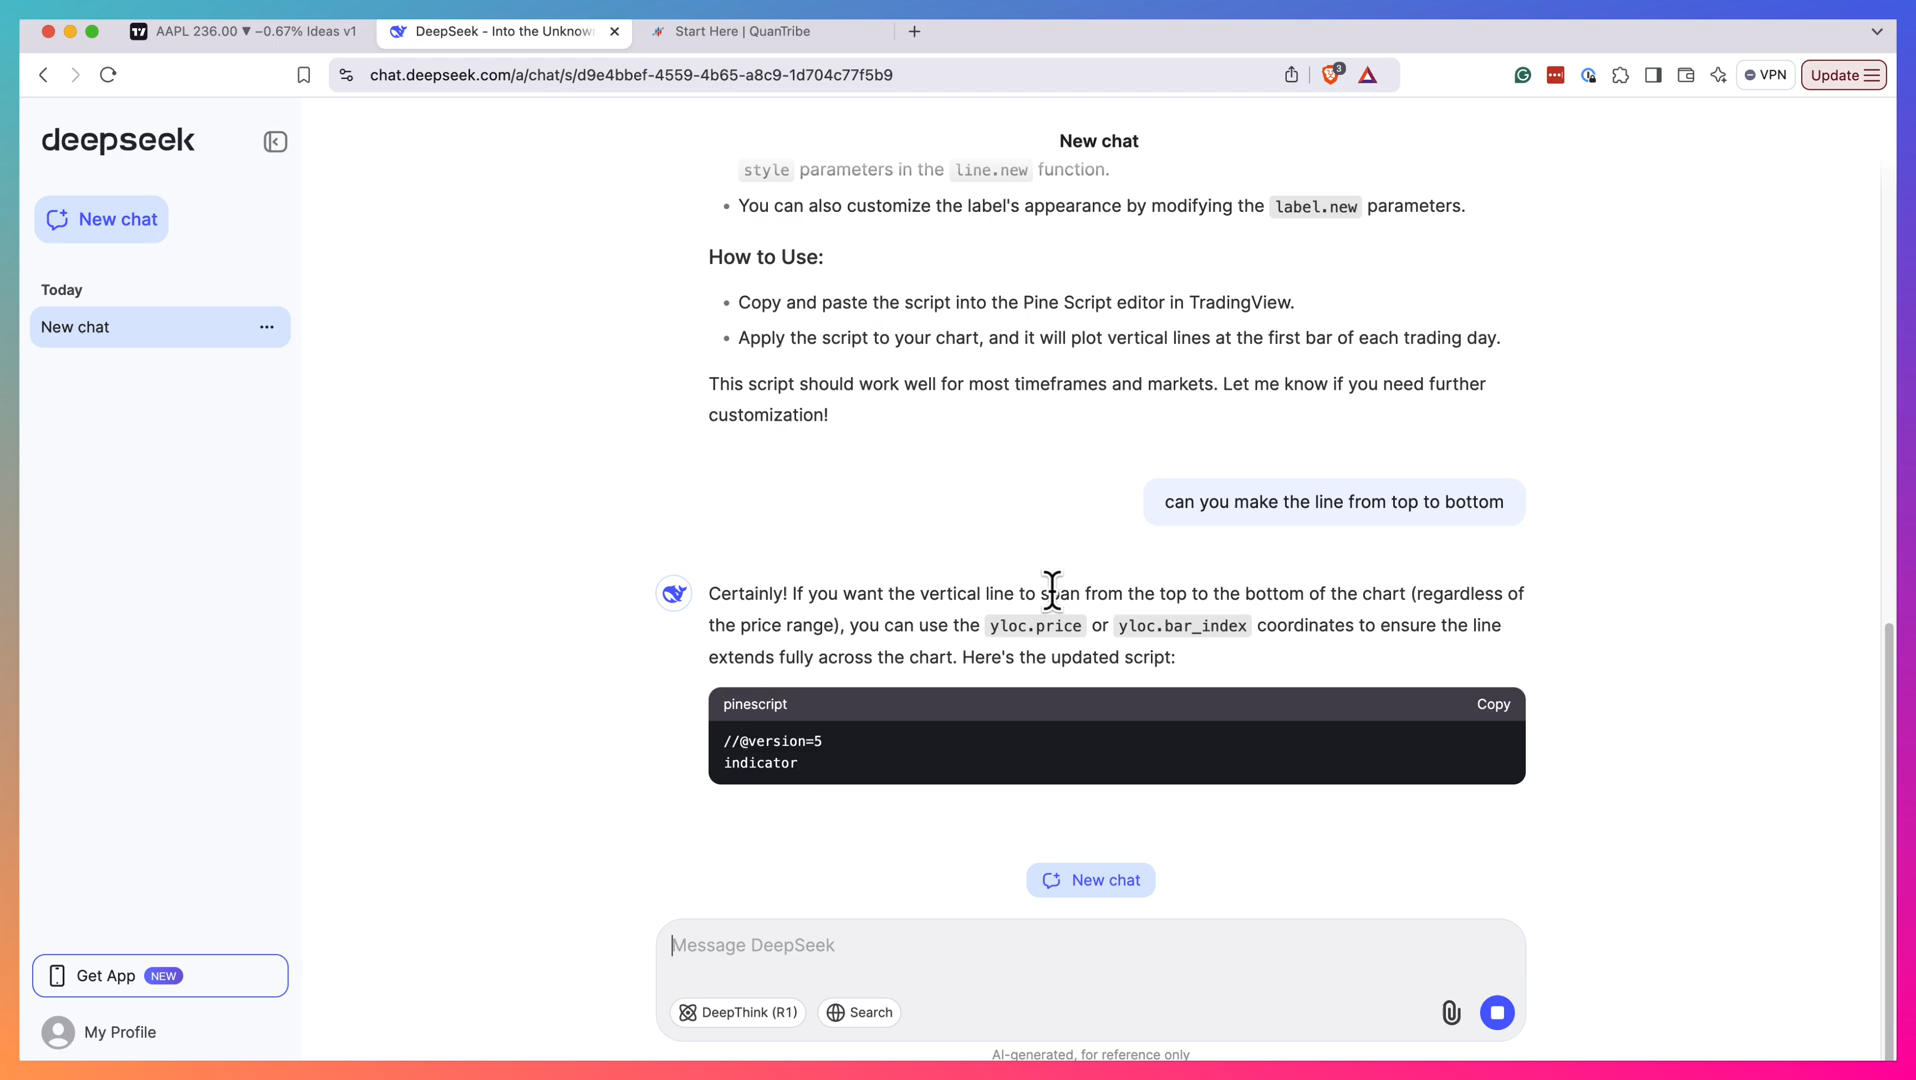 AAPL 236.00 ▼ −0.67% Ideas v1
DeepSeek - Into the Unknown
Start Here | QuanTribe
chat.deepseek.com/a/chat/s/d9e4bbef-4559-4b65-a8c9-1d704c77f5b9
3
VPN
Update
deepseek
New chat
Today
New chat
New chat
style parameters in the line.new function.
• You can also customize the label's appearance by modifying the label.new parameters.
How to Use:
• Copy and paste the script into the Pine Script editor in TradingView.
• Apply the script to your chart, and it will plot vertical lines at the first bar of each trading day.
This script should work well for most timeframes and markets. Let me know if you need further
customization!
can you make the line from top to bottom
Certainly! If you want the vertical line to span from the top to the bottom of the chart (regardless of
the price range), you can use the yloc.price or yloc.bar_index coordinates to ensure the line
extends fully across the chart. Here's the updated script:
pinescript Copy
//@version=5
indicator
New chat
Message DeepSeek
DeepThink (R1) Search
AI-generated, for reference only
Get App NEW
My Profile